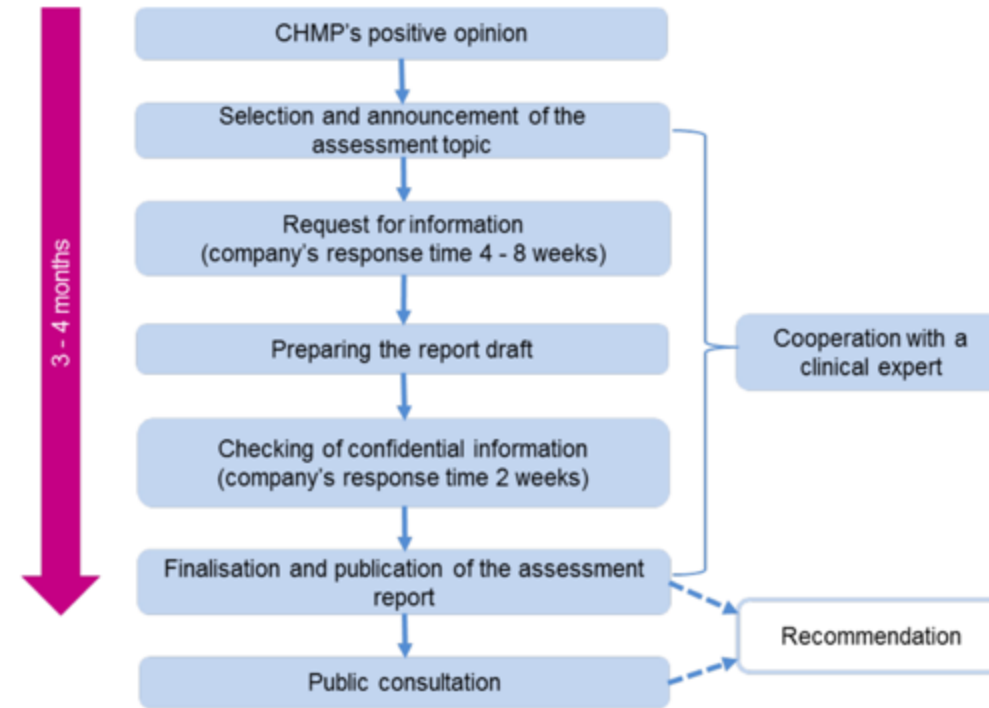 CHMP's positive opinion
Selection and announcement of the
assessment topic
Request for information
(company's response time 4 - 8 weeks)
3 - 4 months
Preparing the report draft
Cooperation with a
clinical expert
Checking of confidential information
(company's response time 2 weeks)
Finalisation and publication of the assessment
report
Recommendation
Public consultation